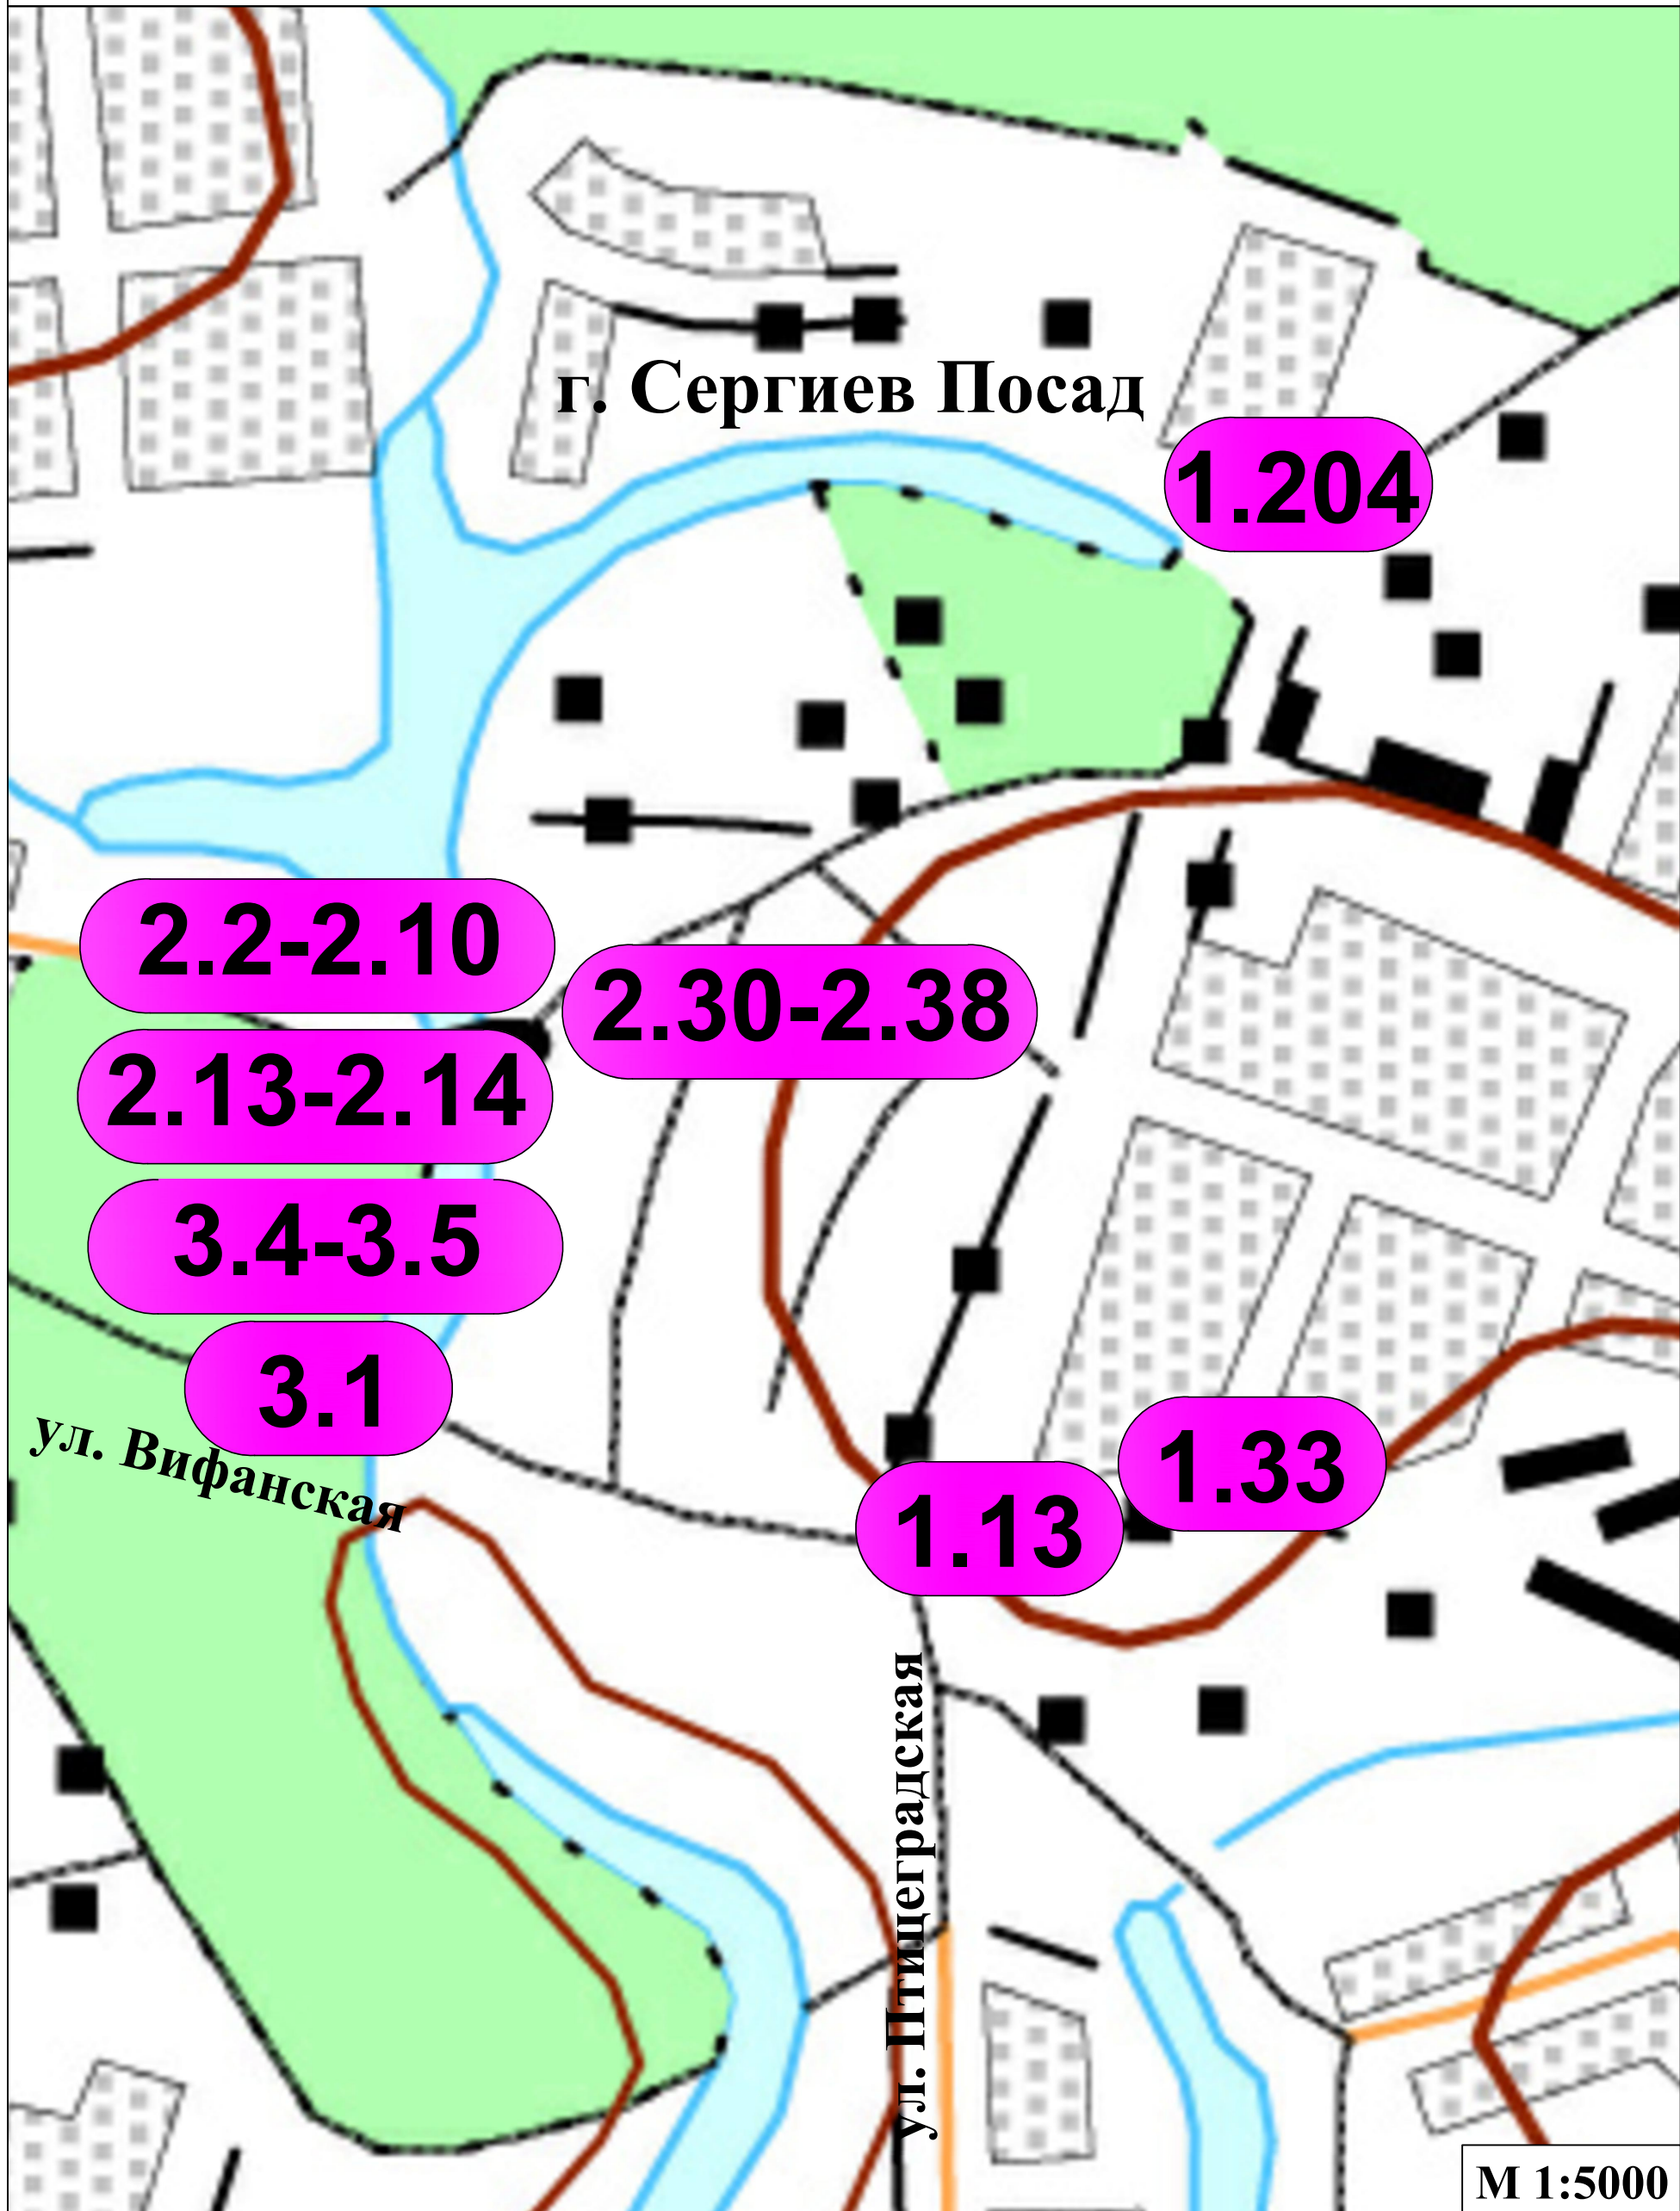 г. Сергиев Посад
1.204
2.2-2.10
2.30-2.38
2.13-2.14
3.4-3.5
3.1
ул. Вифанская
1.33
1.13
ул. Птицеградская
М 1:5000